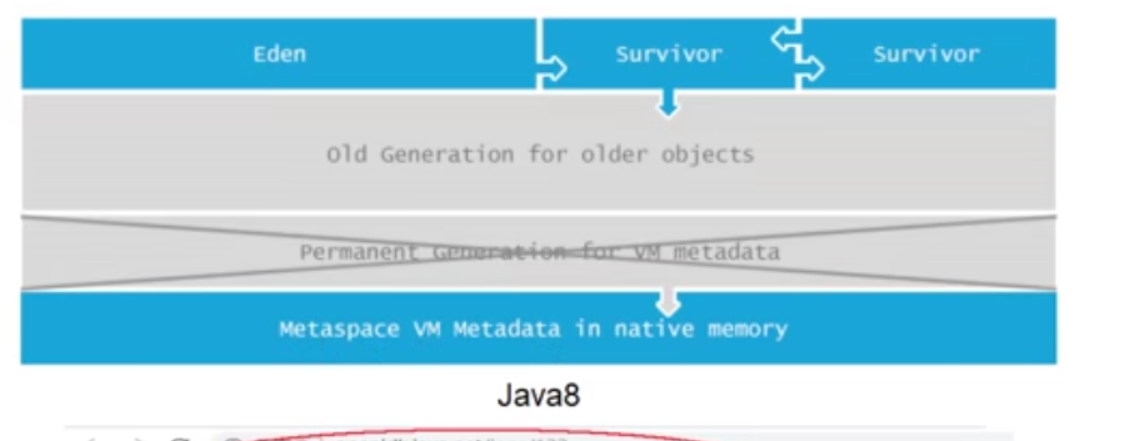 Eden
Survivor
Survivor
Old Generation for older objects
Permanent Generation for VM metadata
Metaspace VM Metadata in native memory
Java8